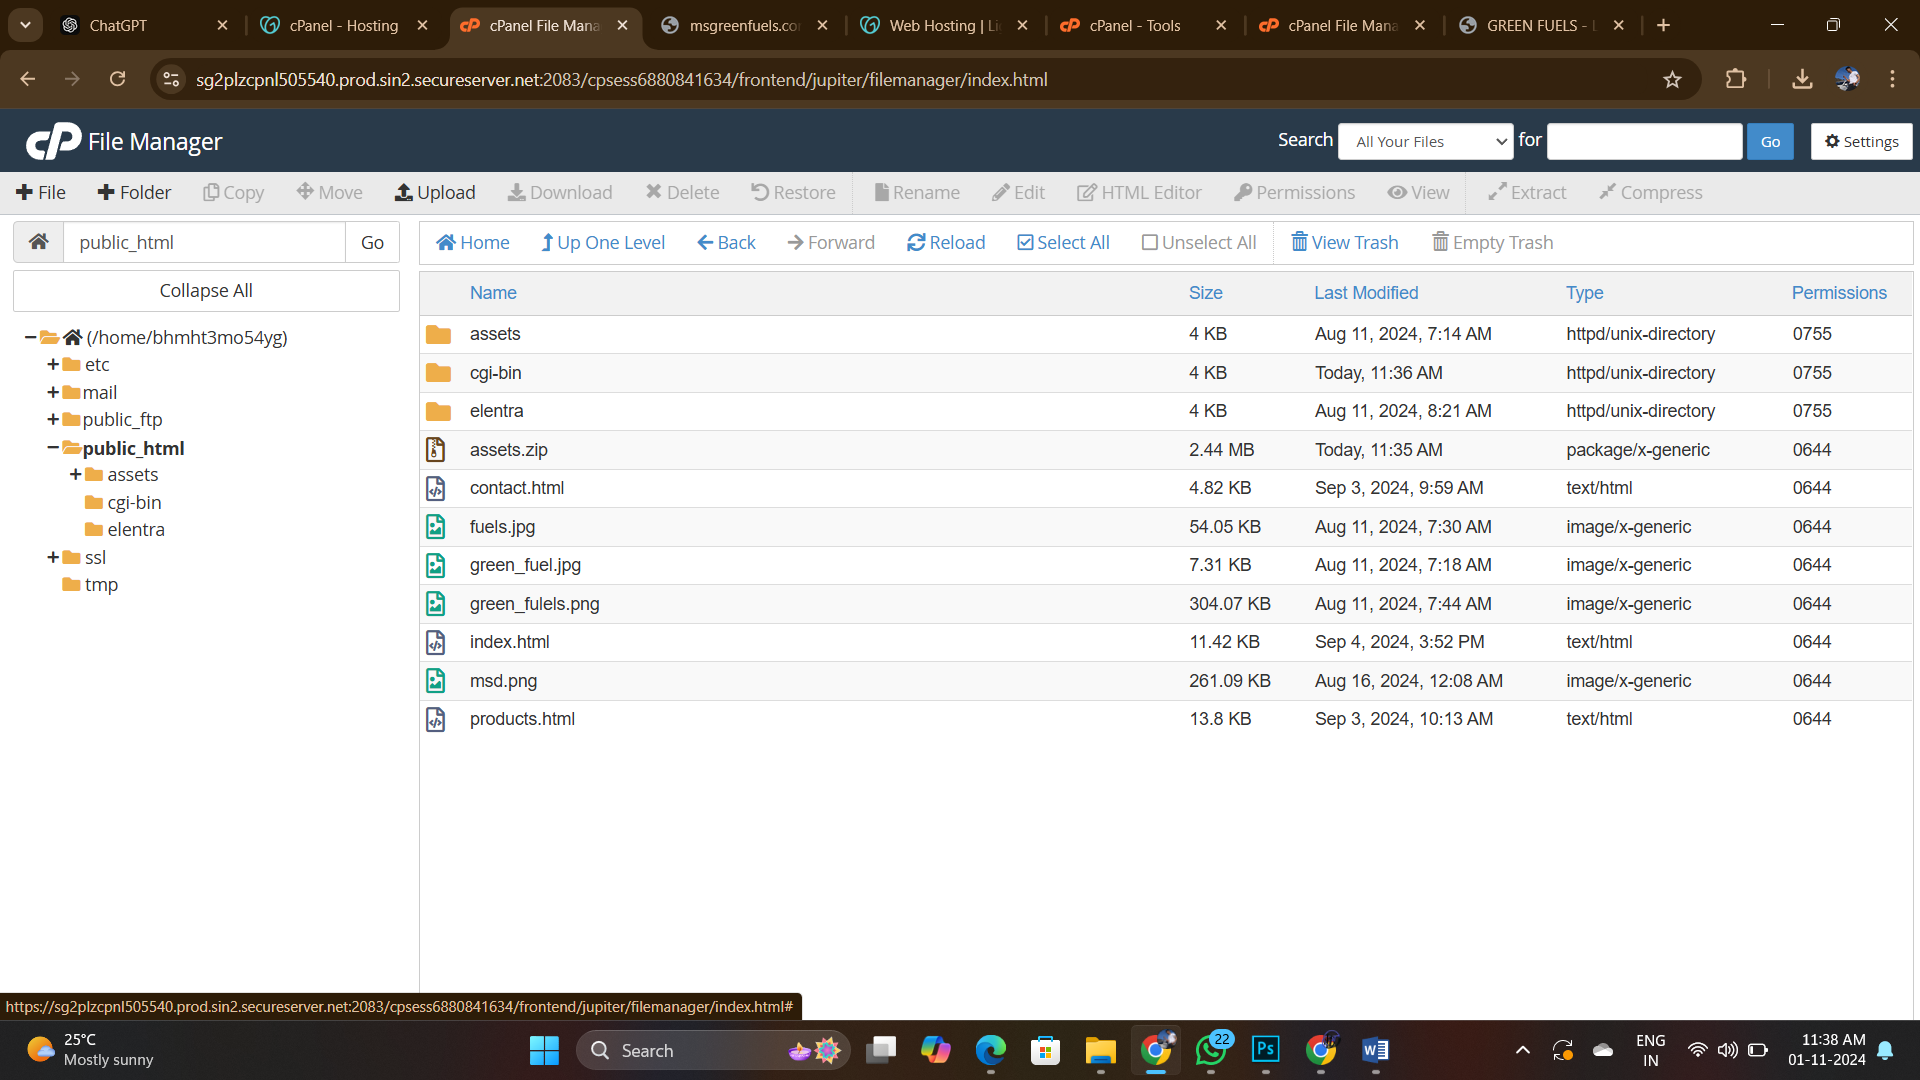 ChatGPT
cPanel - Hosting
cPanel File Mana
msgreenfuels.co
Web Hosting | Li
cPanel - Tools
cPanel File Mana
GREEN FUELS -
sg2plzcpnl505540.prod.sin2.secureserver.net:2083/cpsess6880841634/frontend/jupiter/filemanager/index.html
cP File Manager
Search All Your Files for Go Settings
File Folder Copy Move Upload Download Delete Restore Rename Edit HTML Editor Permissions View Extract Compress
public_html Go
Home Up One Level Back Forward Reload Select All Unselect All View Trash Empty Trash
Collapse All
(/home/bhmht3mo54yg)
etc
mail
public_ftp
public_html
assets
cgi-bin
elentra
ssl
tmp
Name Size Last Modified Type Permissions
assets 4 KB Aug 11, 2024, 7:14 AM httpd/unix-directory 0755
cgi-bin 4 KB Today, 11:36 AM httpd/unix-directory 0755
elentra 4 KB Aug 11, 2024, 8:21 AM httpd/unix-directory 0755
assets.zip 2.44 MB Today, 11:35 AM package/x-generic 0644
contact.html 4.82 KB Sep 3, 2024, 9:59 AM text/html 0644
fuels.jpg 54.05 KB Aug 11, 2024, 7:30 AM image/x-generic 0644
green_fuel.jpg 7.31 KB Aug 11, 2024, 7:18 AM image/x-generic 0644
green_fulels.png 304.07 KB Aug 11, 2024, 7:44 AM image/x-generic 0644
index.html 11.42 KB Sep 4, 2024, 3:52 PM text/html 0644
msd.png 261.09 KB Aug 16, 2024, 12:08 AM image/x-generic 0644
products.html 13.8 KB Sep 3, 2024, 10:13 AM text/html 0644
https://sg2plzcpnl505540.prod.sin2.secureserver.net:2083/cpsess6880841634/frontend/jupiter/filemanager/index.html#
25°C
Mostly sunny
Search
22
Ps
ENG
IN
11:38 AM
01-11-2024